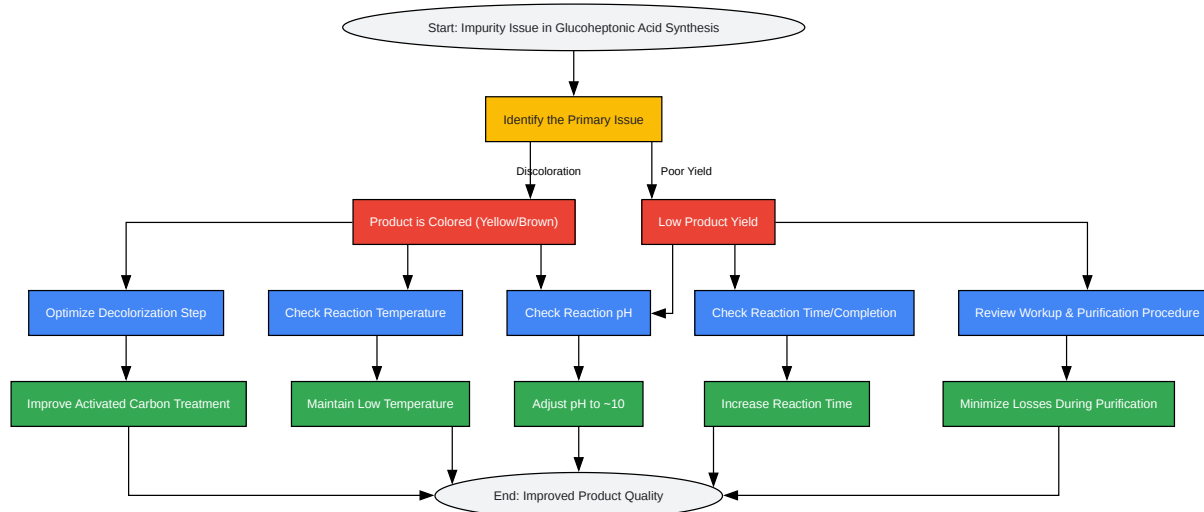 Start: Impurity Issue in Glucoheptonic Acid Synthesis
Identify the Primary Issue
Discoloration
Poor Yield
Product is Colored (Yellow/Brown)
Low Product Yield
Optimize Decolorization Step
Check Reaction Temperature
Check Reaction pH
Check Reaction Time/Completion
Review Workup & Purification Procedure
Improve Activated Carbon Treatment
Maintain Low Temperature
Adjust pH to ~10
Increase Reaction Time
Minimize Losses During Purification
End: Improved Product Quality